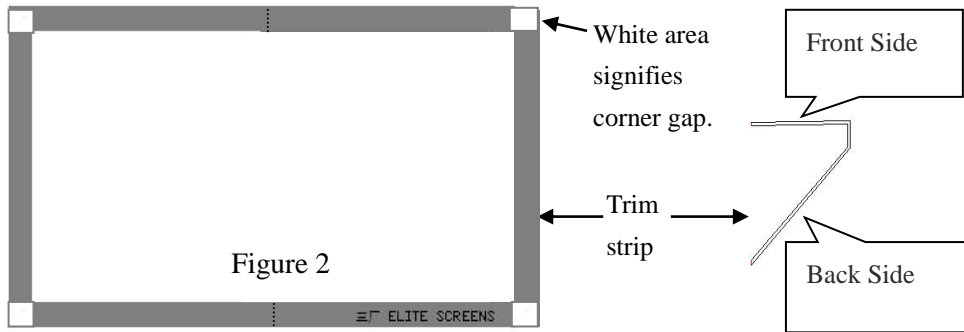 White area
signifies
corner gap.
Front Side
Trim
strip
Back Side
Figure 2
ELITE SCREENS